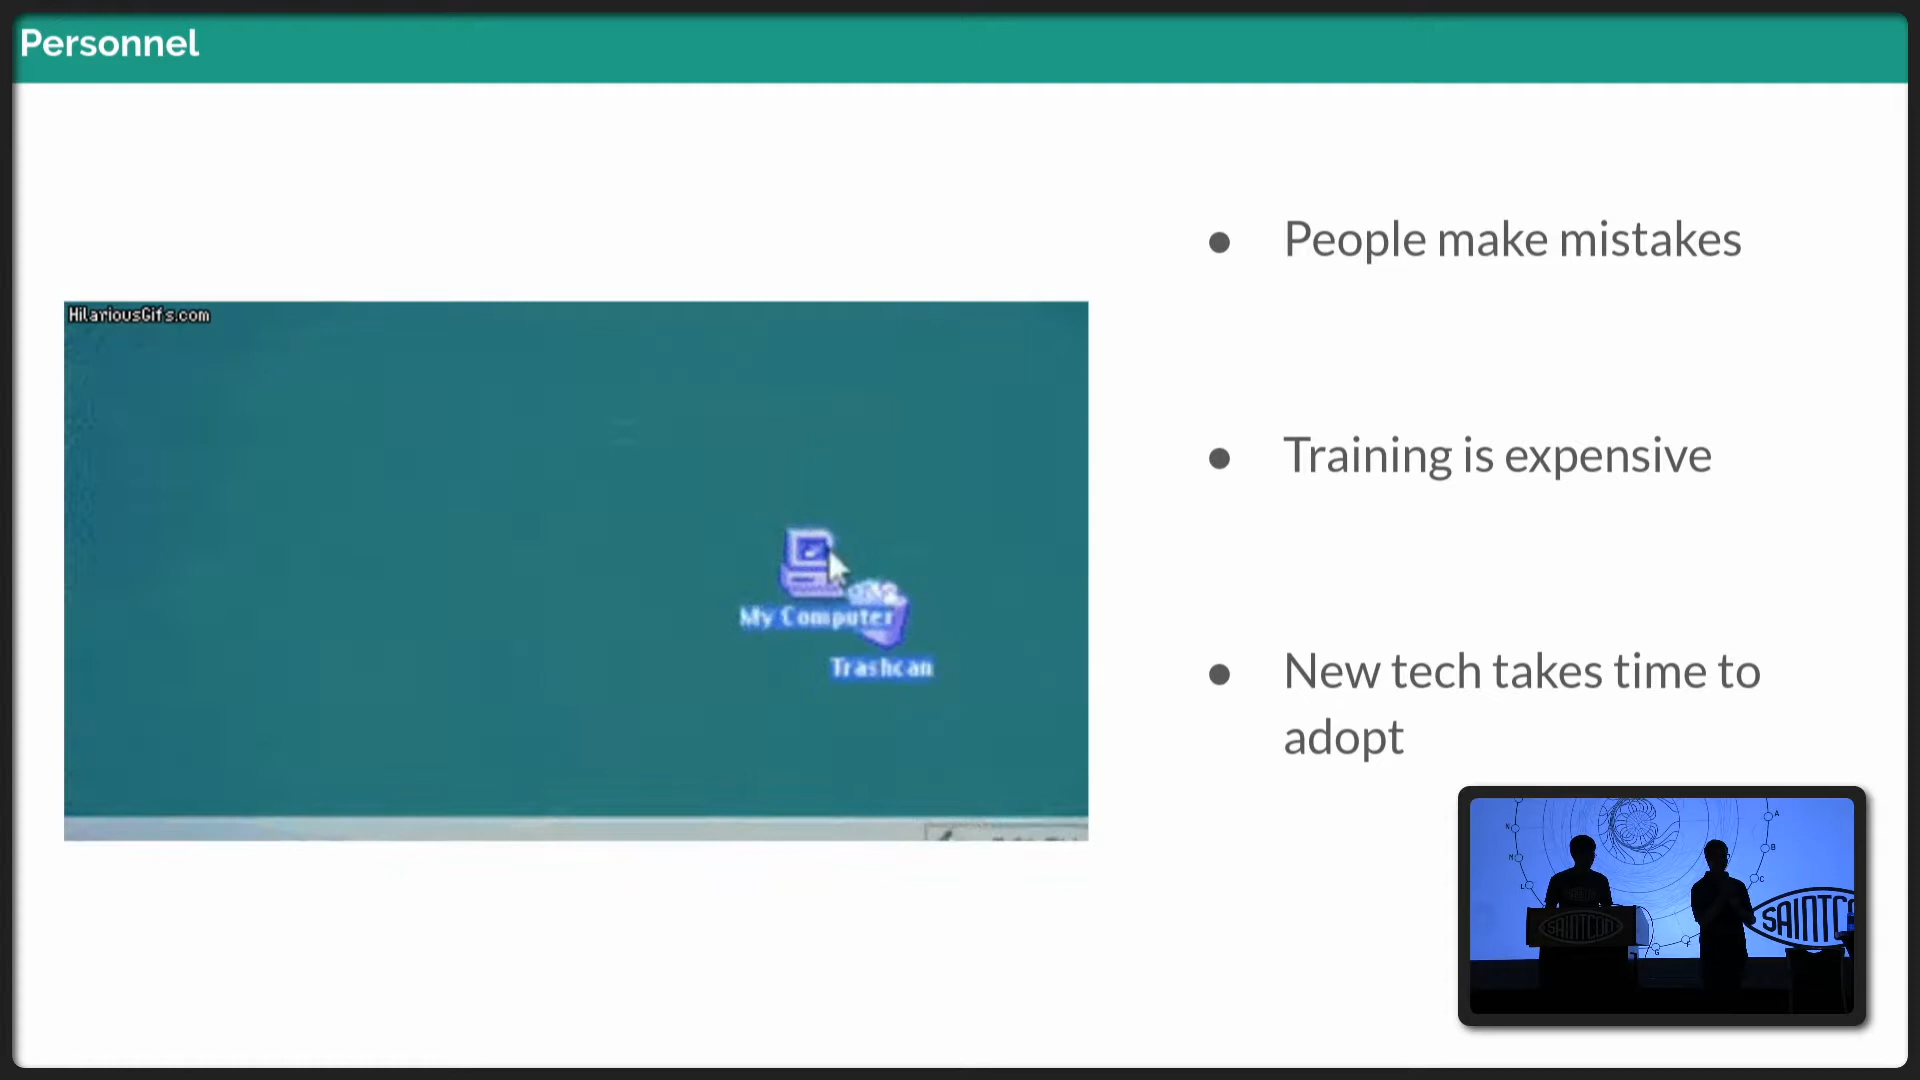 Personnel
HilariousGifs.com
My Computer
Trashcan
● People make mistakes
● Training is expensive
● New tech takes time to
adopt
SAINTCON
SAINTC
N
M
L
A
B
C
F
G